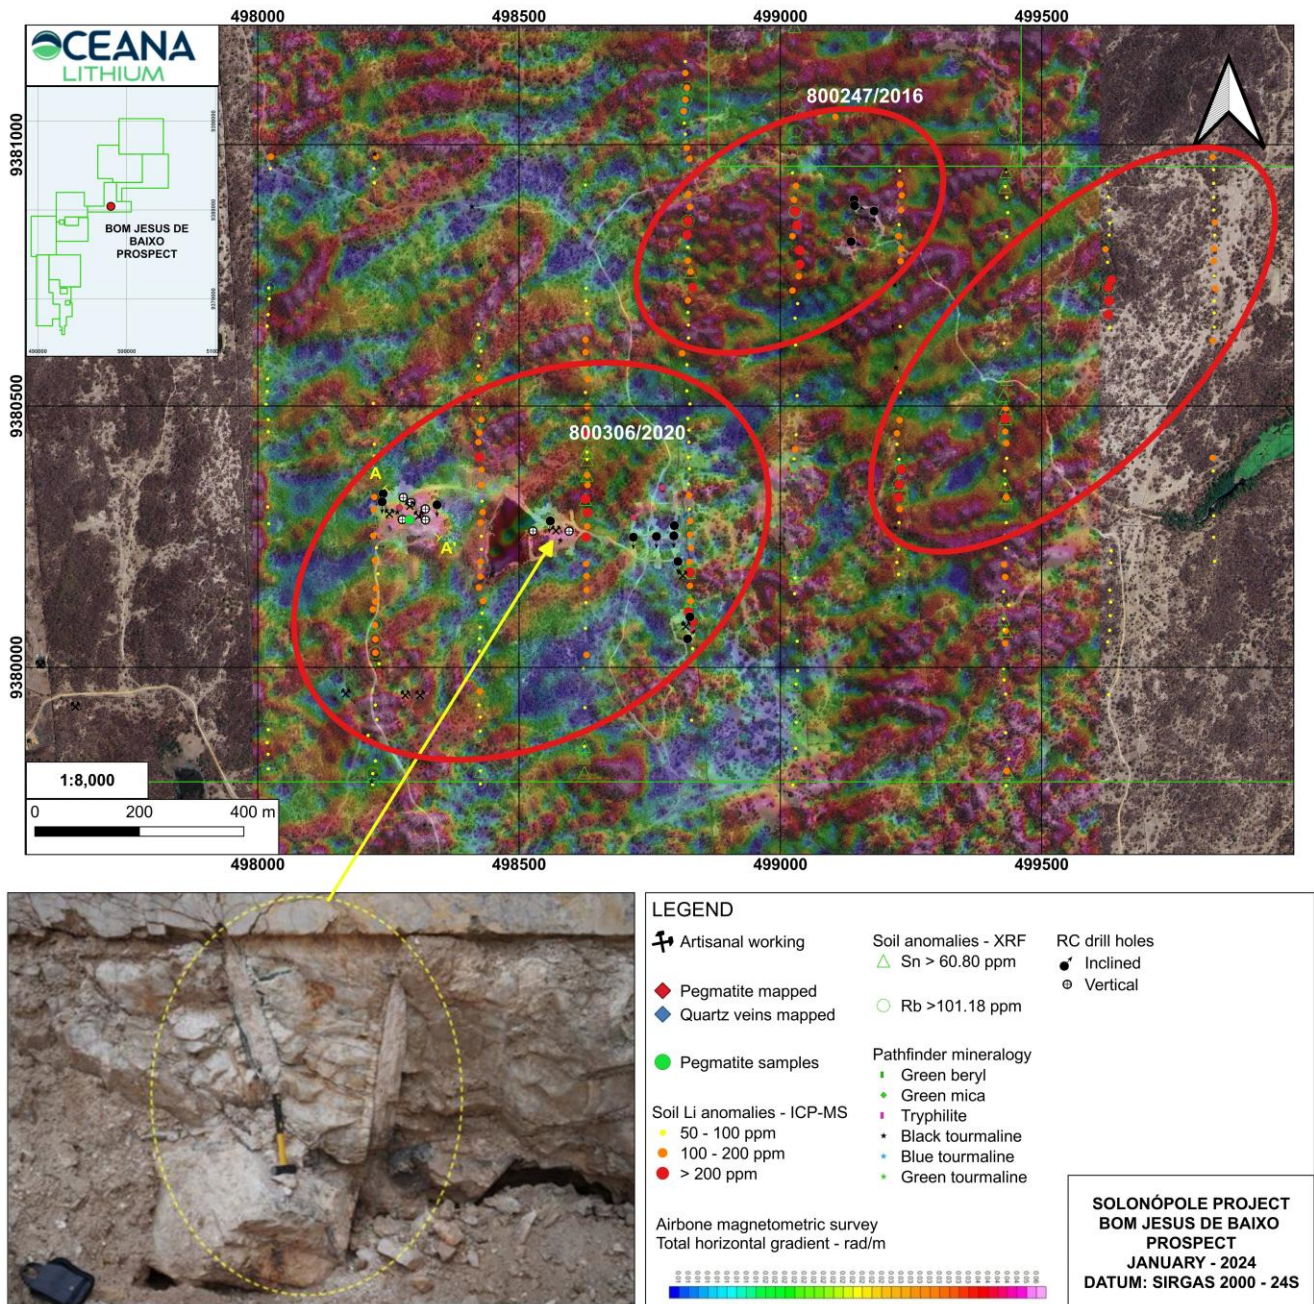 OCEANA
LITHIUM
498000 498500 499000 499500
9381000
9380500
9380000
BOM JESUS DE
BAIXO
PROSPECT
490000 500000
800247/2016
800306/2020
A
A'
1:8,000
0 200 400 m
498000 498500 499000 499500
LEGEND
Artisanal working
Pegmatite mapped
Quartz veins mapped
Pegmatite samples
Soil Li anomalies - ICP-MS
50 - 100 ppm
100 - 200 ppm
> 200 ppm
Soil anomalies - XRF
Sn > 60.80 ppm
Rb >101.18 ppm
Pathfinder mineralogy
Green beryl
Green mica
Tryphilite
Black tourmaline
Blue tourmaline
Green tourmaline
RC drill holes
Inclined
Vertical
Airbone magnetometric survey
Total horizontal gradient - rad/m
SOLONÓPOLE PROJECT
BOM JESUS DE BAIXO
PROSPECT
JANUARY - 2024
DATUM: SIRGAS 2000 - 24S